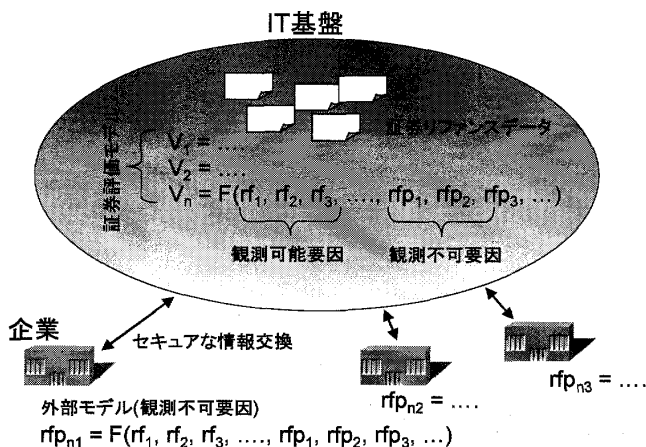 IT基盤
証券リファンスデータ
証券評価モデル
V₁ = ....
V₂ = ....
Vₙ = F(rf₁, rf₂, rf₃, ...., rfp₁, rfp₂, rfp₃, ...)
観測可能要因 観測不可要因
企業
セキュアな情報交換
rfpₙ₃ = ....
rfpₙ₂ = ....
外部モデル(観測不可要因)
rfpₙ₁ = F(rf₁, rf₂, rf₃, ...., rfp₁, rfp₂, rfp₃, ...)